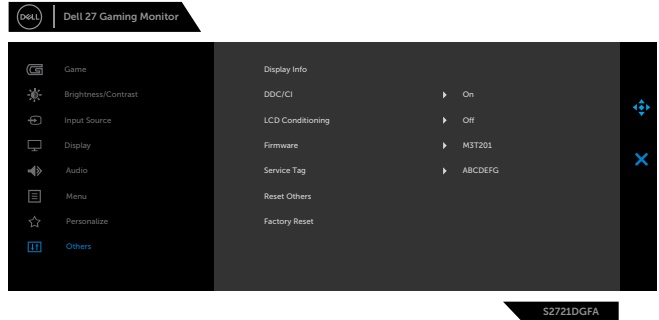 DELL Dell 27 Gaming Monitor
Game Display Info
Brightness/Contrast DDC/CI On
Input Source LCD Conditioning Off
Display Firmware M3T201
Audio Service Tag ABCDEFG
Menu Reset Others
Personalize Factory Reset
Others
S2721DGFA